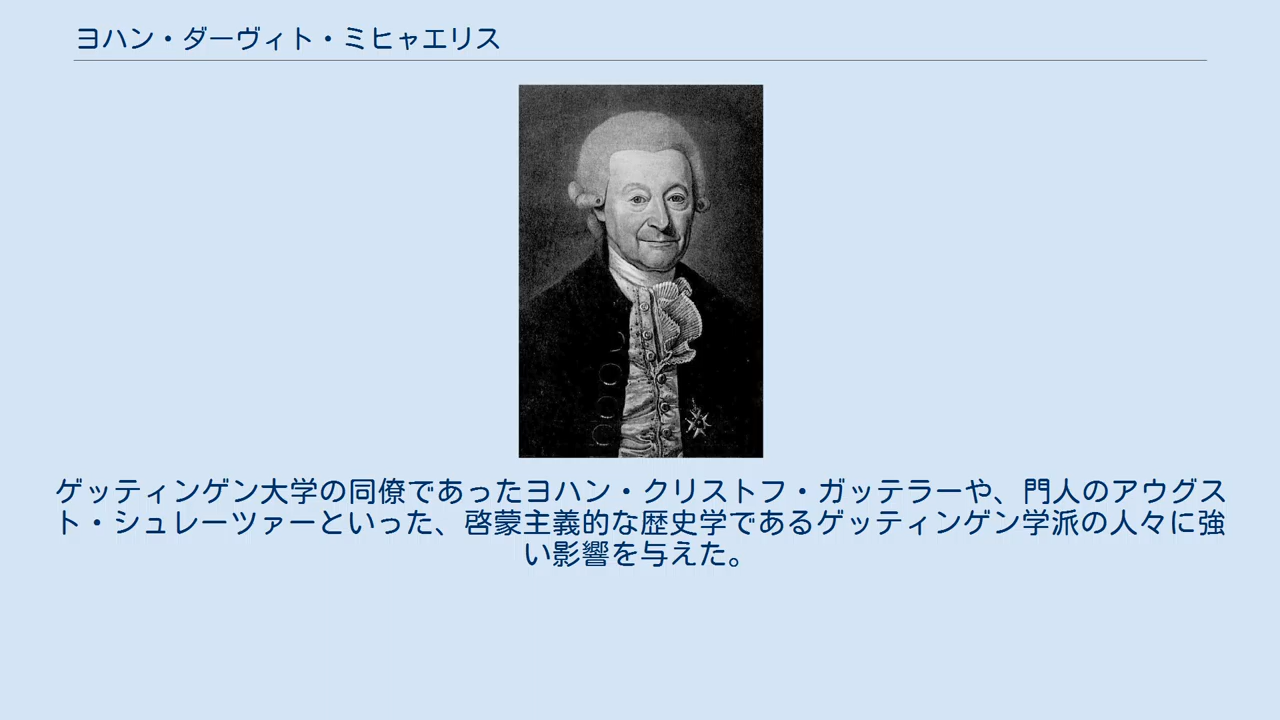 ヨハン・ダーヴィト・ミヒャエリス
ゲッティンゲン大学の同僚であったヨハン・クリストフ・ガッテラーや、門人のアウグス
ト・シュレーツァーといった、啓蒙主義的な歴史学であるゲッティンゲン学派の人々に強
い影響を与えた。